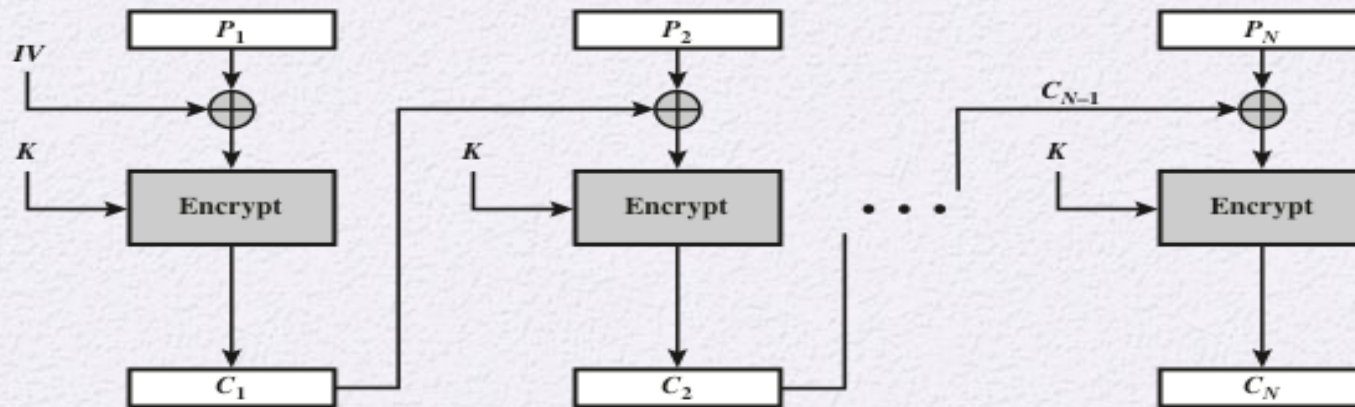 P1 P2 PN
IV
CN–1
K K K
Encrypt Encrypt Encrypt
• • •
C1 C2 CN